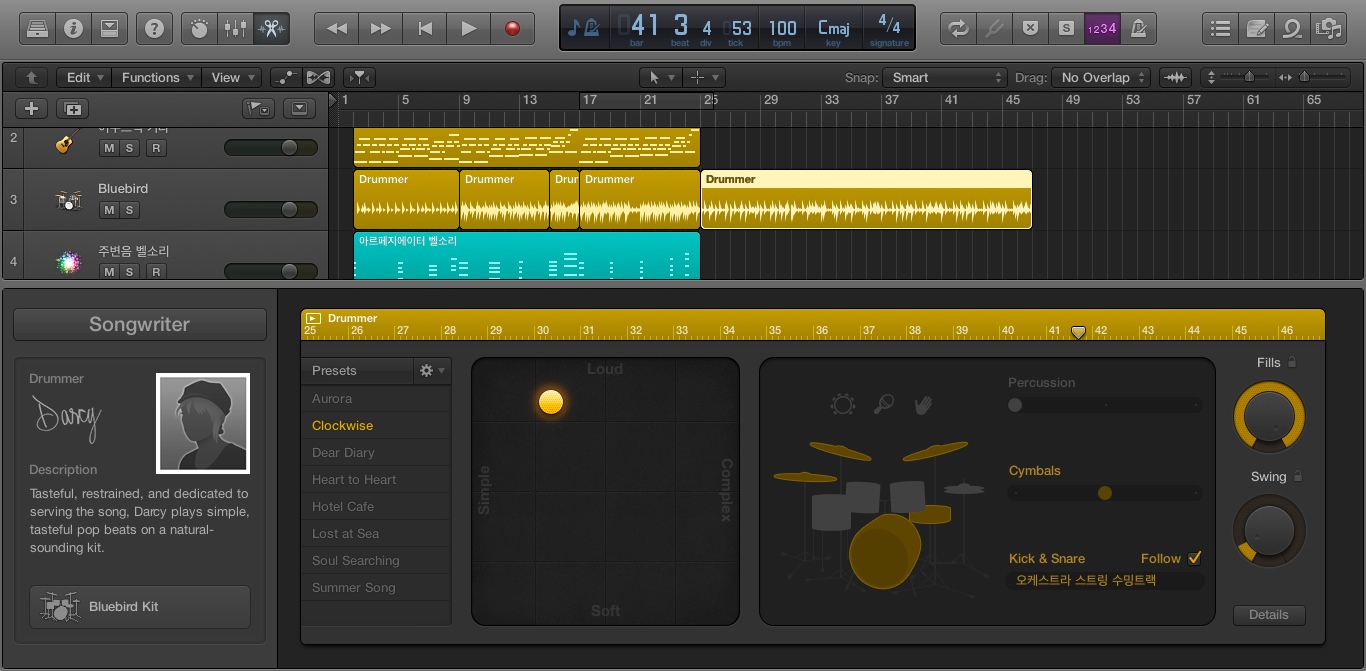 41 3 4 53 100 Cmaj 4/4
bar beat div tick bpm key signature
S 1234
Edit Functions View Snap: Smart Drag: No Overlap
1 5 9 13 17 21 25 29 33 37 41 45 49 53 57 61 65
2
M S R
3 Bluebird
M S
Drummer Drummer Drummer Drummer
4 주변음 벨소리
M S R
아르페지에이터 벨소리
Songwriter
Drummer
Darcy
Description
Tasteful, restrained, and dedicated to
serving the song, Darcy plays simple,
tasteful pop beats on a natural-
sounding kit.
Bluebird Kit
Drummer
25 26 27 28 29 30 31 32 33 34 35 36 37 38 39 40 41 42 43 44 45 46
Presets
Aurora
Clockwise
Dear Diary
Heart to Heart
Hotel Cafe
Lost at Sea
Soul Searching
Summer Song
Loud
Simple
Complex
Soft
Percussion
Cymbals
Kick & Snare Follow
오케스트라 스트링 수밍트랙
Fills
Swing
Details